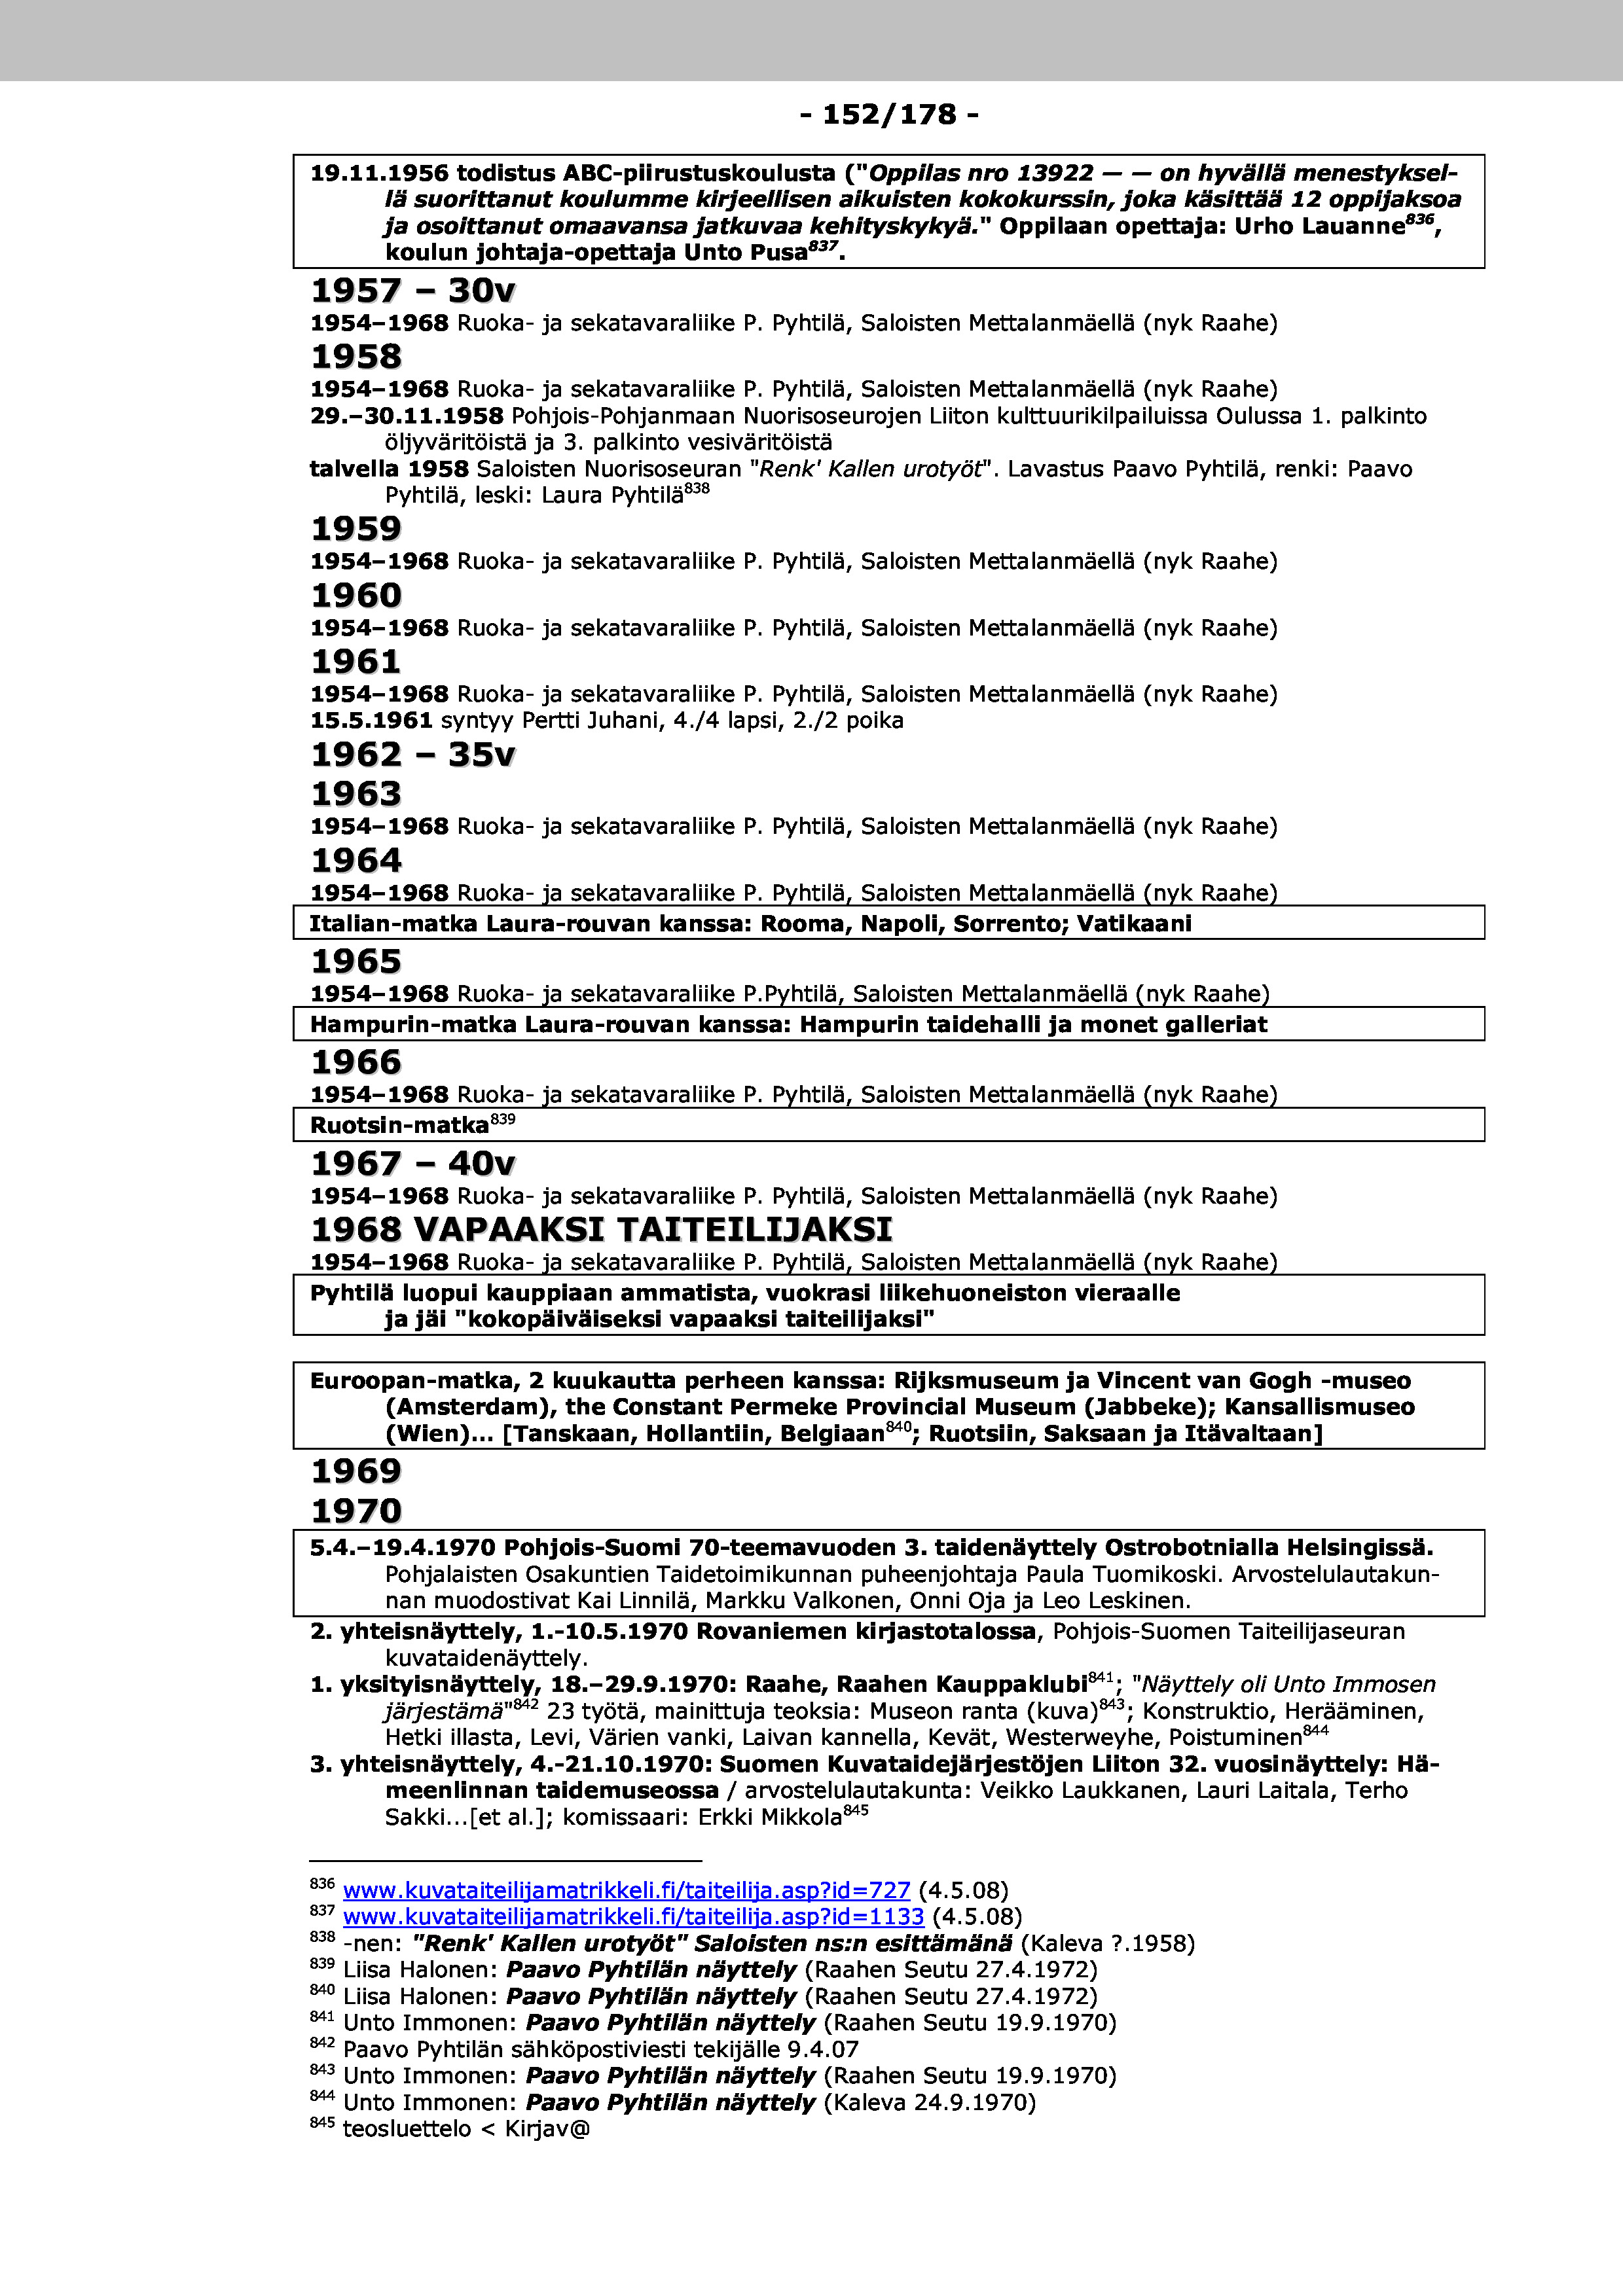 - 152/178 -
19.11.1956 todistus ABC-piirustuskoulusta ("Oppilas nro 13922 — — on hyvällä menestyksel-
lä suorittanut koulumme kirjeellisen aikuisten kokokurssin, joka käsittää 12 oppijaksoa
ja osoittanut omaavansa jatkuvaa kehityskykyä." Oppilaan opettaja: Urho Lauanne836,
koulun johtaja-opettaja Unto Pusa837.
1957 – 30v
1954–1968 Ruoka- ja sekatavaraliike P. Pyhtilä, Saloisten Mettalanmäellä (nyk Raahe)
1958
1954–1968 Ruoka- ja sekatavaraliike P. Pyhtilä, Saloisten Mettalanmäellä (nyk Raahe)
29.–30.11.1958 Pohjois-Pohjanmaan Nuorisoseurojen Liiton kulttuurikilpailuissa Oulussa 1. palkinto
öljyväritöistä ja 3. palkinto vesiväritöistä
talvella 1958 Saloisten Nuorisoseuran "Renk' Kallen urotyöt". Lavastus Paavo Pyhtilä, renki: Paavo
Pyhtilä, leski: Laura Pyhtilä838
1959
1954–1968 Ruoka- ja sekatavaraliike P. Pyhtilä, Saloisten Mettalanmäellä (nyk Raahe)
1960
1954–1968 Ruoka- ja sekatavaraliike P. Pyhtilä, Saloisten Mettalanmäellä (nyk Raahe)
1961
1954–1968 Ruoka- ja sekatavaraliike P. Pyhtilä, Saloisten Mettalanmäellä (nyk Raahe)
15.5.1961 syntyy Pertti Juhani, 4./4 lapsi, 2./2 poika
1962 – 35v
1963
1954–1968 Ruoka- ja sekatavaraliike P. Pyhtilä, Saloisten Mettalanmäellä (nyk Raahe)
1964
1954–1968 Ruoka- ja sekatavaraliike P. Pyhtilä, Saloisten Mettalanmäellä (nyk Raahe)
Italian-matka Laura-rouvan kanssa: Rooma, Napoli, Sorrento; Vatikaani
1965
1954–1968 Ruoka- ja sekatavaraliike P.Pyhtilä, Saloisten Mettalanmäellä (nyk Raahe)
Hampurin-matka Laura-rouvan kanssa: Hampurin taidehalli ja monet galleriat
1966
1954–1968 Ruoka- ja sekatavaraliike P. Pyhtilä, Saloisten Mettalanmäellä (nyk Raahe)
Ruotsin-matka839
1967 – 40v
1954–1968 Ruoka- ja sekatavaraliike P. Pyhtilä, Saloisten Mettalanmäellä (nyk Raahe)
1968 VAPAAKSI TAITEILIJAKSI
1954–1968 Ruoka- ja sekatavaraliike P. Pyhtilä, Saloisten Mettalanmäellä (nyk Raahe)
Pyhtilä luopui kauppiaan ammatista, vuokrasi liikehuoneiston vieraalle
ja jäi "kokopäiväiseksi vapaaksi taiteilijaksi"
Euroopan-matka, 2 kuukautta perheen kanssa: Rijksmuseum ja Vincent van Gogh -museo
(Amsterdam), the Constant Permeke Provincial Museum (Jabbeke); Kansallismuseo
(Wien)... [Tanskaan, Hollantiin, Belgiaan840; Ruotsiin, Saksaan ja Itävaltaan]
1969
1970
5.4.–19.4.1970 Pohjois-Suomi 70-teemavuoden 3. taidenäyttely Ostrobotnialla Helsingissä.
Pohjalaisten Osakuntien Taidetoimikunnan puheenjohtaja Paula Tuomikoski. Arvostelulautakun-
nan muodostivat Kai Linnilä, Markku Valkonen, Onni Oja ja Leo Leskinen.
2. yhteisnäyttely, 1.-10.5.1970 Rovaniemen kirjastotalossa, Pohjois-Suomen Taiteilijaseuran
kuvataidenäyttely.
1. yksityisnäyttely, 18.–29.9.1970: Raahe, Raahen Kauppaklubi841; "Näyttely oli Unto Immosen
järjestämä"842 23 työtä, mainittuja teoksia: Museon ranta (kuva)843; Konstruktio, Herääminen,
Hetki illasta, Levi, Värien vanki, Laivan kannella, Kevät, Westerweyhe, Poistuminen844
3. yhteisnäyttely, 4.-21.10.1970: Suomen Kuvataidejärjestöjen Liiton 32. vuosinäyttely: Hä-
meenlinnan taidemuseossa / arvostelulautakunta: Veikko Laukkanen, Lauri Laitala, Terho
Sakki...[et al.]; komissaari: Erkki Mikkola845
836 www.kuvataiteilijamatrikkeli.fi/taiteilija.asp?id=727 (4.5.08)
837 www.kuvataiteilijamatrikkeli.fi/taiteilija.asp?id=1133 (4.5.08)
838 -nen: "Renk' Kallen urotyöt" Saloisten ns:n esittämänä (Kaleva ?.1958)
839 Liisa Halonen: Paavo Pyhtilän näyttely (Raahen Seutu 27.4.1972)
840 Liisa Halonen: Paavo Pyhtilän näyttely (Raahen Seutu 27.4.1972)
841 Unto Immonen: Paavo Pyhtilän näyttely (Raahen Seutu 19.9.1970)
842 Paavo Pyhtilän sähköpostiviesti tekijälle 9.4.07
843 Unto Immonen: Paavo Pyhtilän näyttely (Raahen Seutu 19.9.1970)
844 Unto Immonen: Paavo Pyhtilän näyttely (Kaleva 24.9.1970)
845 teosluettelo < Kirjav@